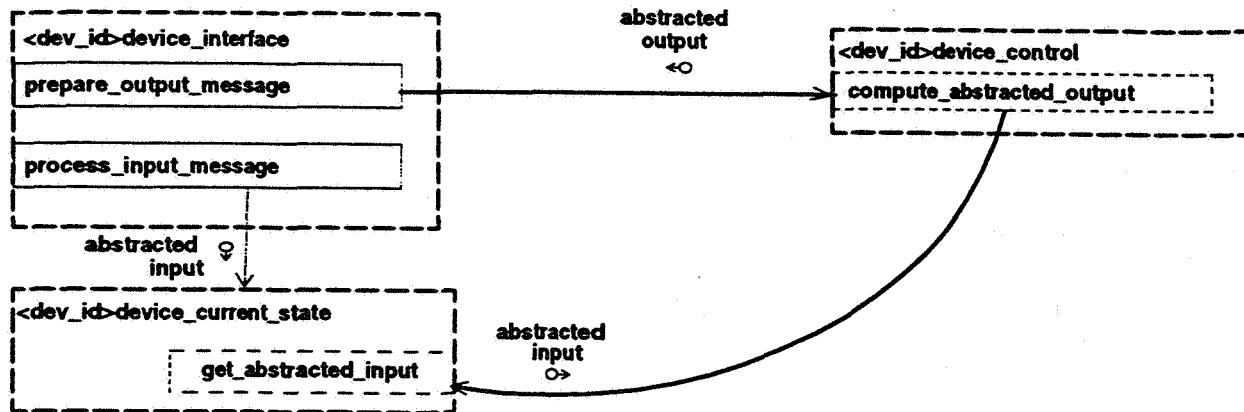 abstracted
output
<dev_id>device_interface
<dev_id>device_control
prepare_output_message
compute_abstracted_output
process_input_message
abstracted
input
<dev_id>device_current_state
abstracted
input
get_abstracted_input